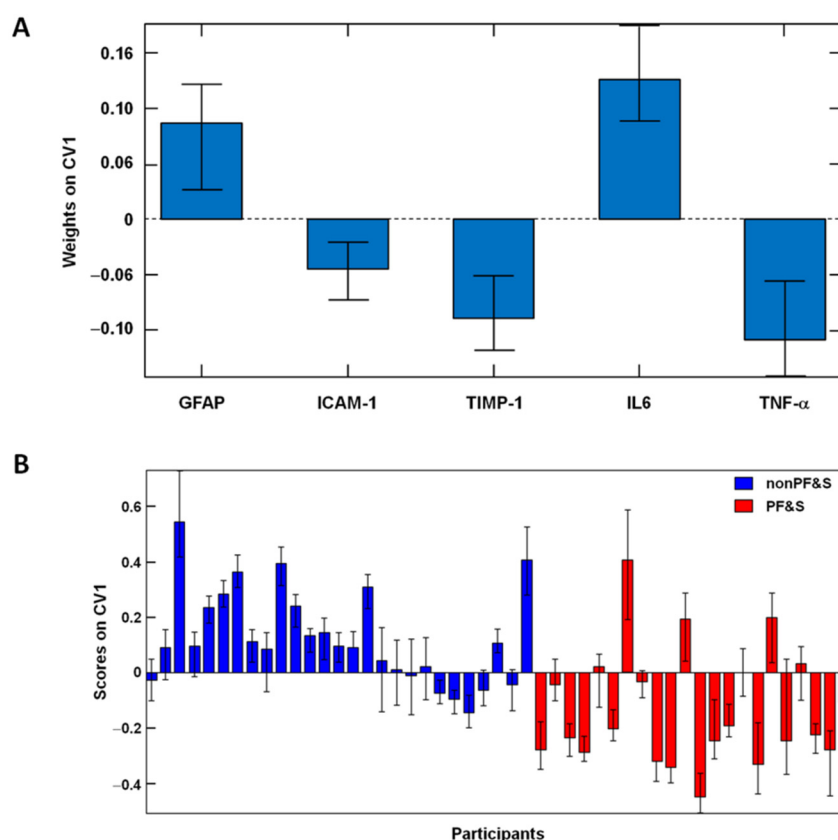 A
Weights on CV1
0.16
0.10
0.06
0
−0.06
−0.10
GFAP ICAM-1 TIMP-1 IL6 TNF-α
B
Scores on CV1
0.6
0.4
0.2
0
−0.2
−0.4
nonPF&S
PF&S
Participants